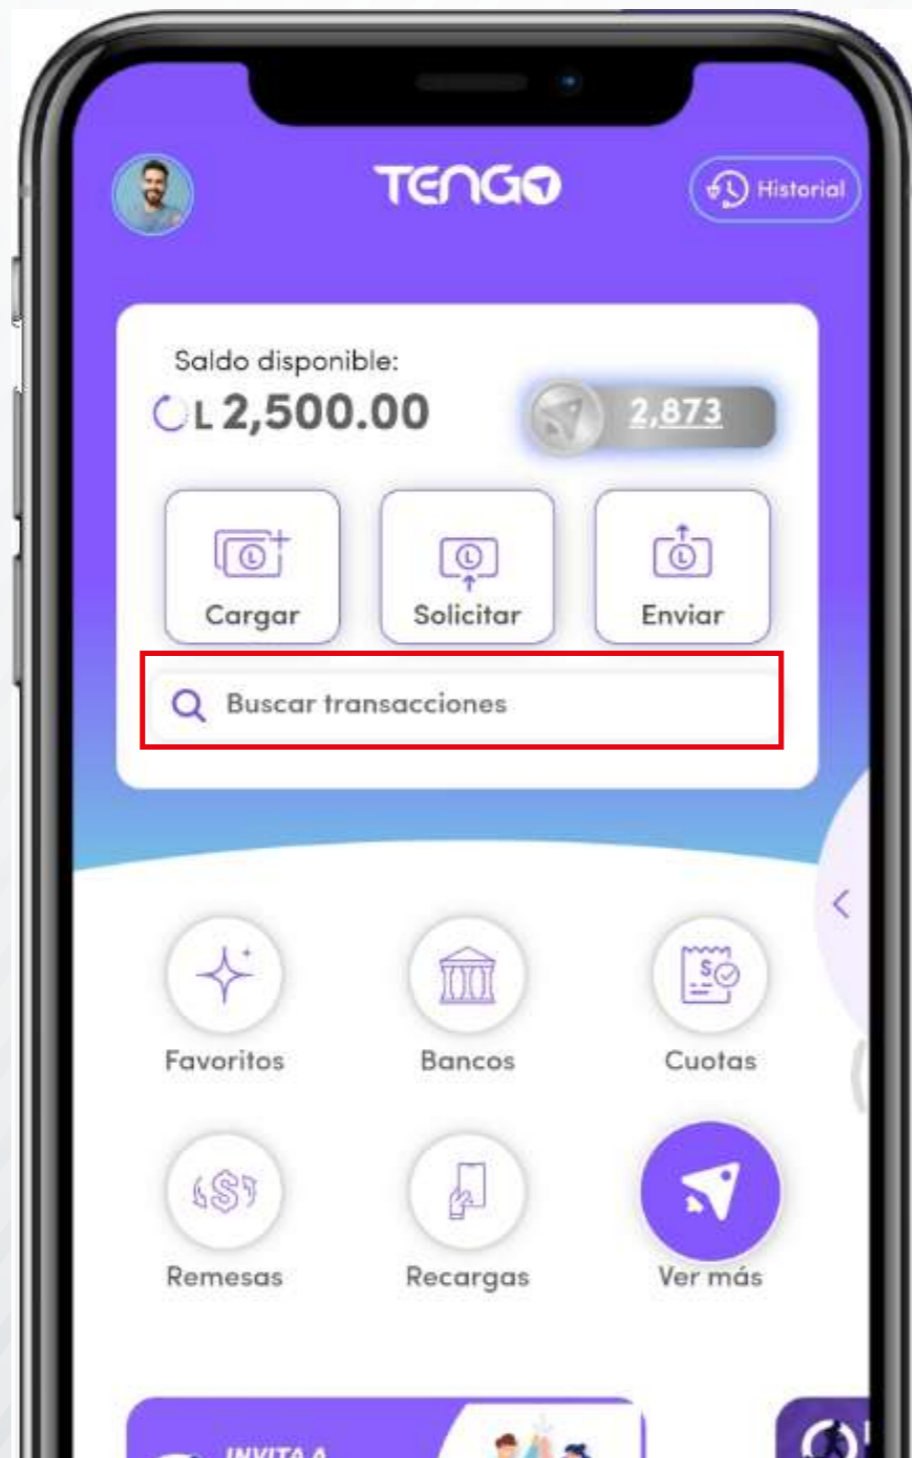 TENGO
Historial
Saldo disponible:
L 2,500.00
2,873
Cargar Solicitar Enviar
Buscar transacciones
Favoritos Bancos Cuotas
Remesas Recargas Ver más
INVITA A